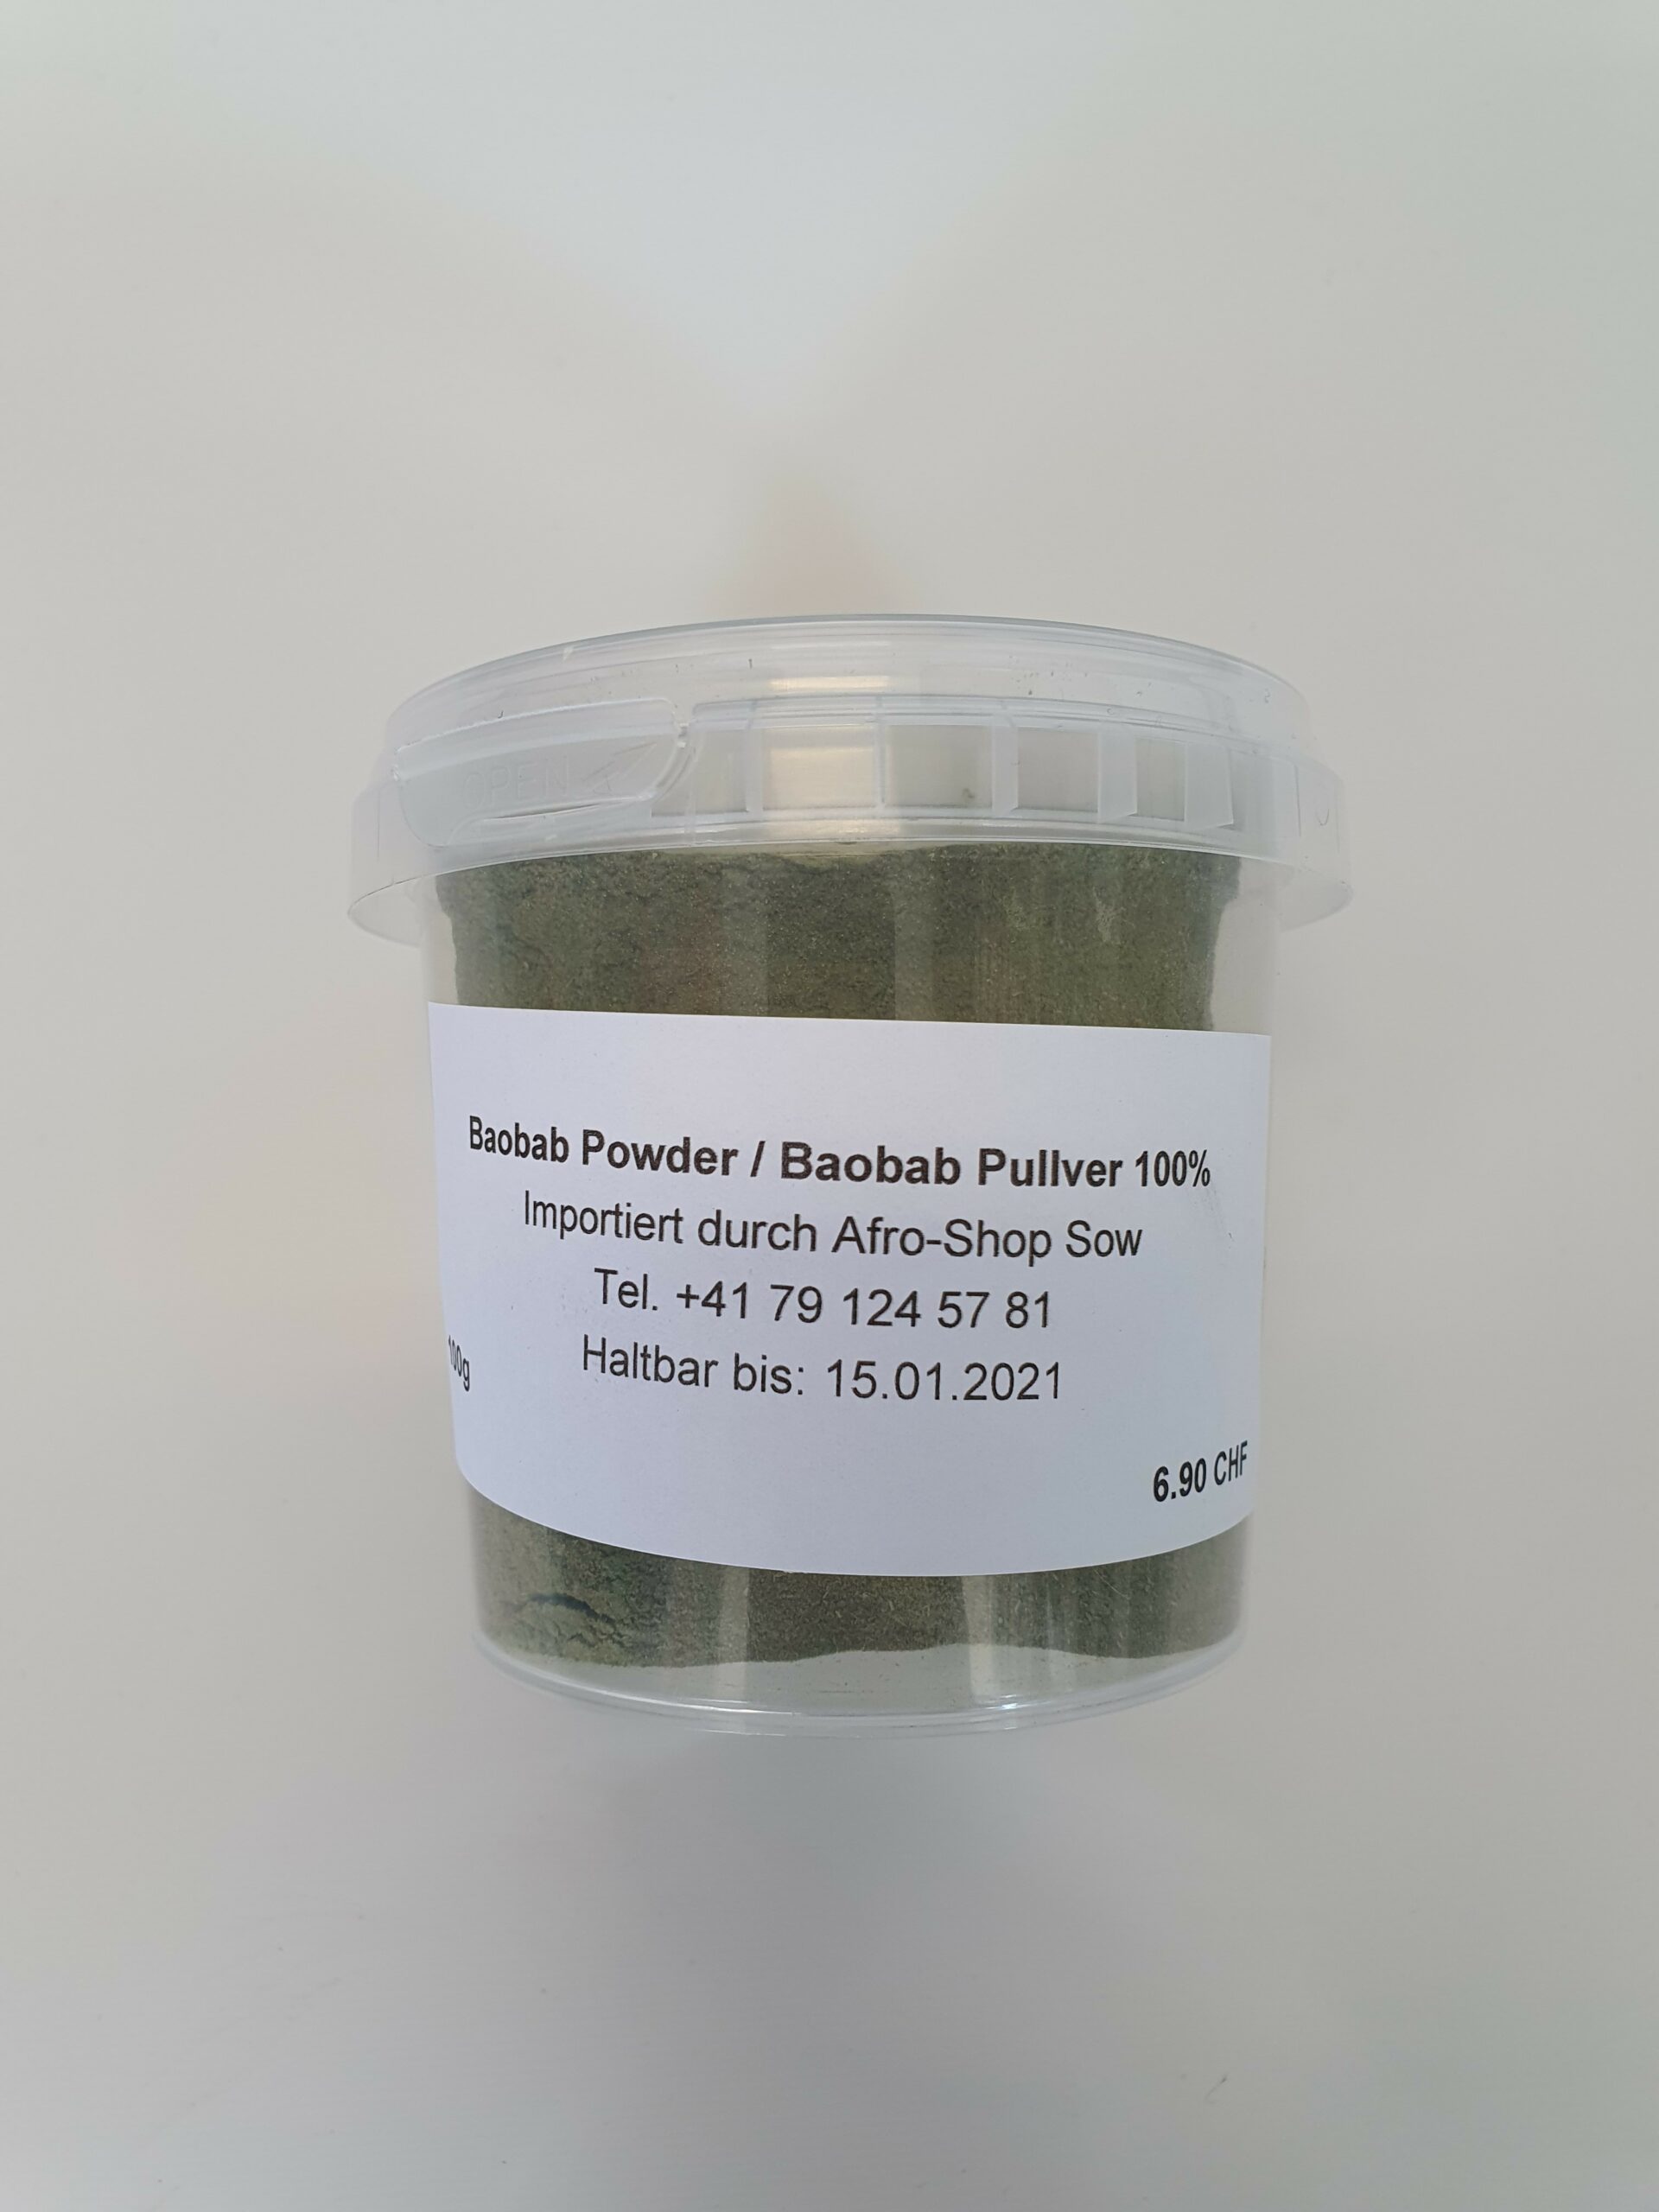 OPEN
Baobab Powder / Baobab Pullver 100%
Importiert durch Afro-Shop Sow
Tel. +41 79 124 57 81
Haltbar bis: 15.01.2021
100g
6.90 CHF